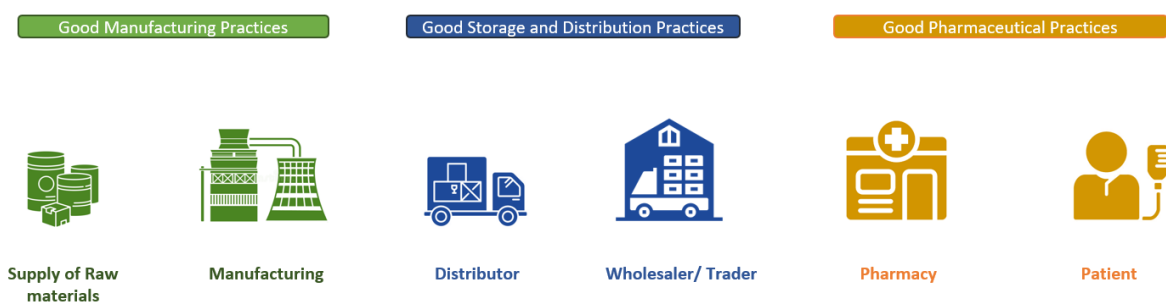 Good Manufacturing Practices
Good Storage and Distribution Practices
Good Pharmaceutical Practices
Supply of Raw
materials
Manufacturing
Distributor
Wholesaler/ Trader
Pharmacy
Patient